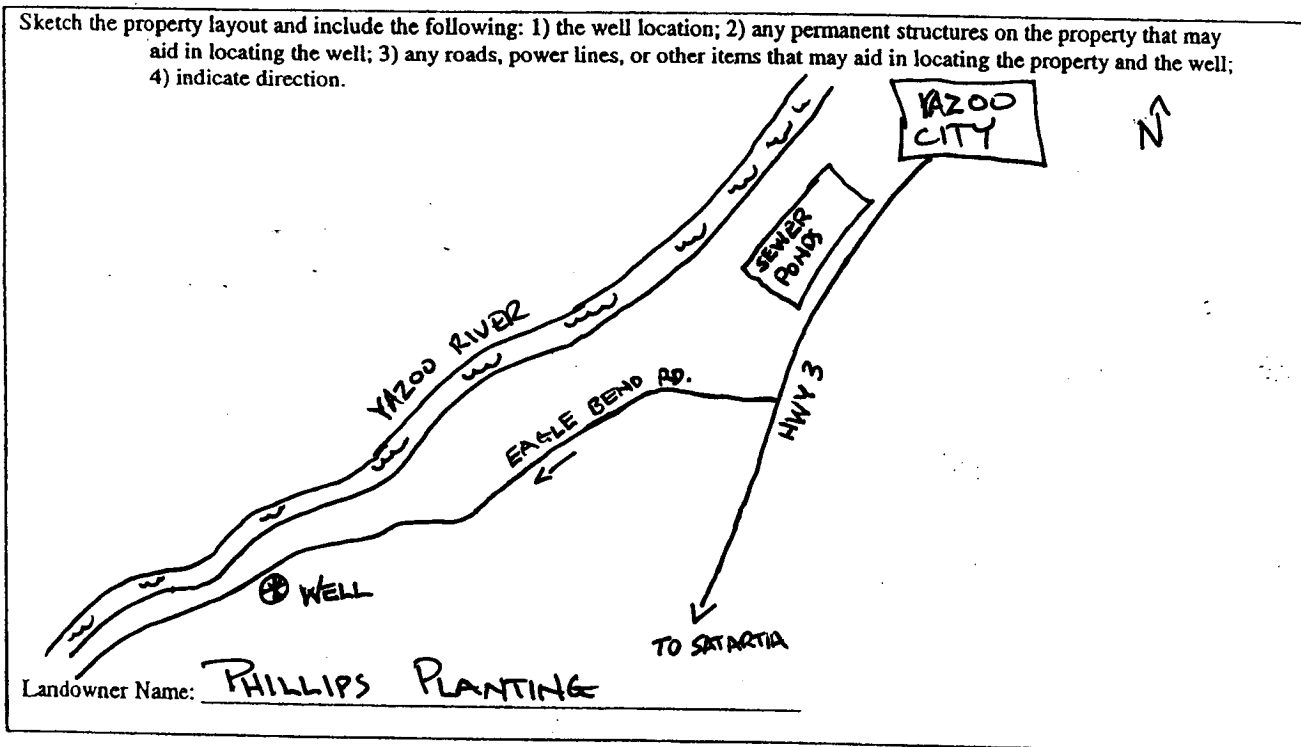 Sketch the property layout and include the following: 1) the well location; 2) any permanent structures on the property that may
aid in locating the well; 3) any roads, power lines, or other items that may aid in locating the property and the well;
4) indicate direction.
YAZOO
CITY
N
SEWER
PONDS
YAZOO RIVER
EAGLE BEND RD.
HWY 3
WELL
TO SATARTIA
Landowner Name: PHILLIPS PLANTING